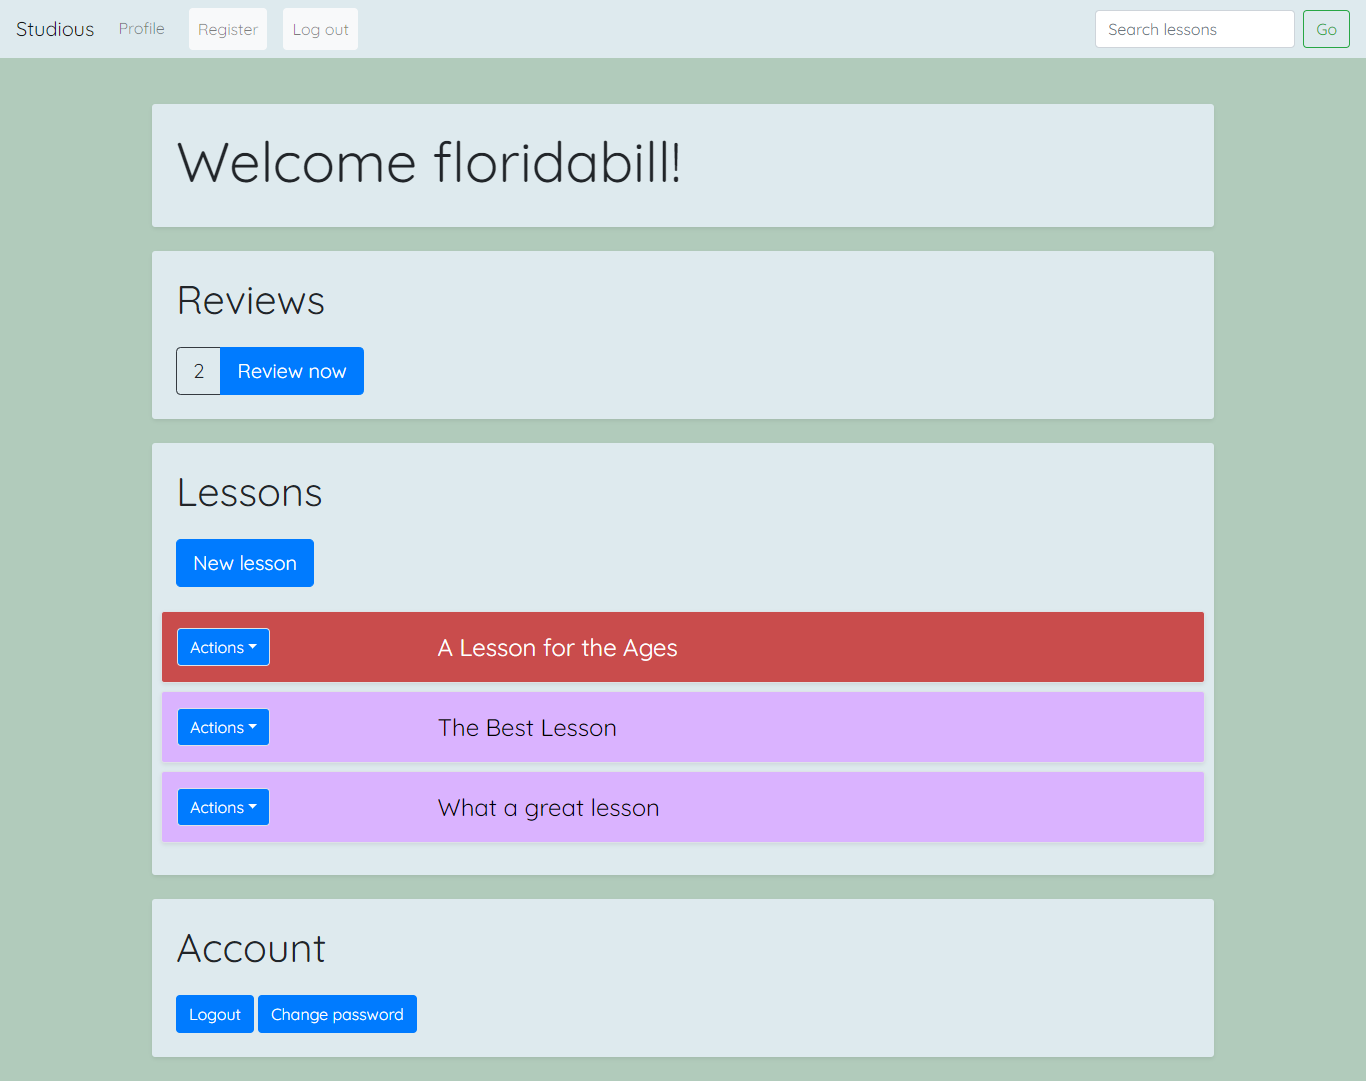 Studious Profile Register Log out Search lessons Go
Welcome floridabill!
Reviews
2 Review now
Lessons
New lesson
Actions A Lesson for the Ages
Actions The Best Lesson
Actions What a great lesson
Account
Logout Change password